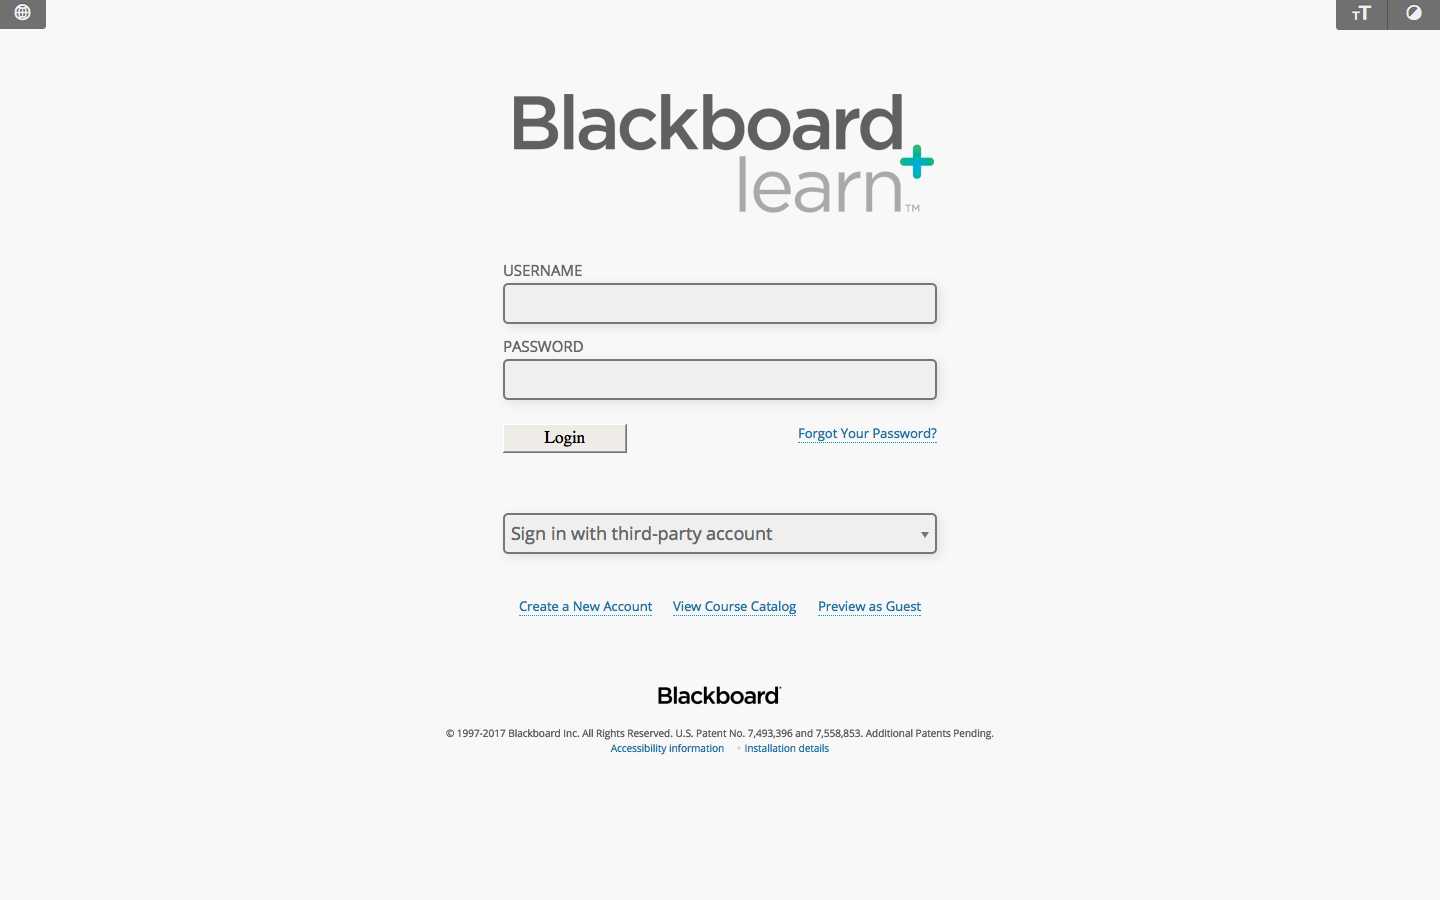 TT
Blackboard
learn™
USERNAME
PASSWORD
Login
Forgot Your Password?
Sign in with third-party account
Create a New Account View Course Catalog Preview as Guest
Blackboard
© 1997-2017 Blackboard Inc. All Rights Reserved. U.S. Patent No. 7,493,396 and 7,558,853. Additional Patents Pending.
Accessibility information · Installation details